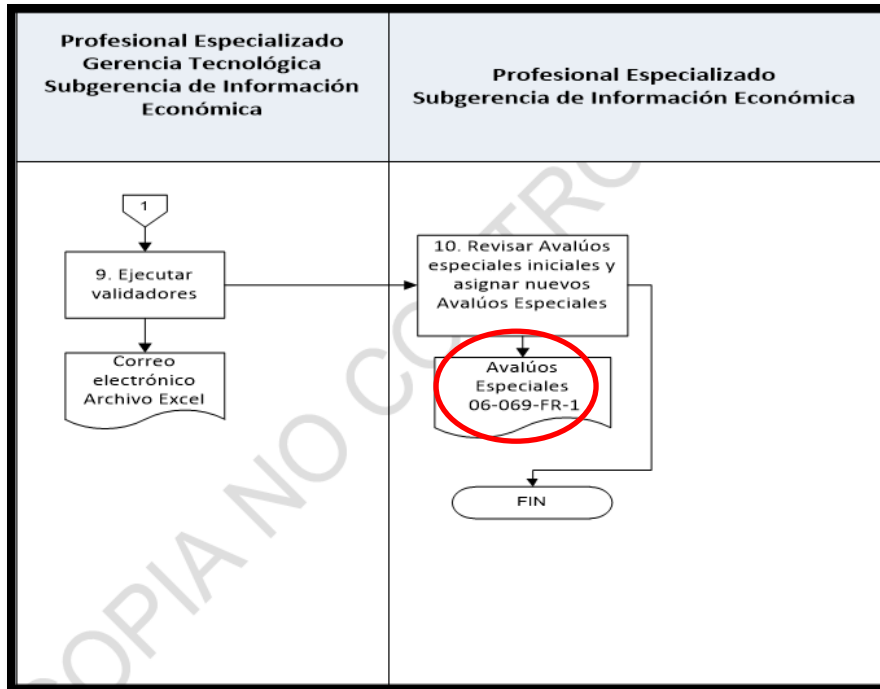 Profesional Especializado
Gerencia Tecnológica
Subgerencia de Información
Económica
Profesional Especializado
Subgerencia de Información Económica
1
9. Ejecutar
validadores
Correo
electrónico
Archivo Excel
10. Revisar Avalúos
especiales iniciales y
asignar nuevos
Avalúos Especiales
Avalúos
Especiales
06-069-FR-1
FIN
COPIA NO CONTRO